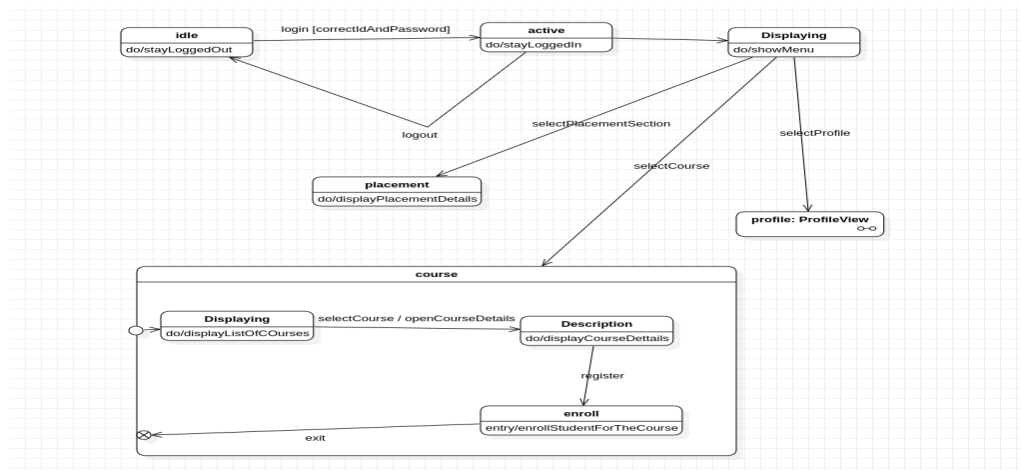 idle
do/stayLoggedOut
login [correctIdAndPassword]
active
do/stayLoggedIn
Displaying
do/showMenu
logout
selectPlacementSection
selectProfile
selectCourse
placement
do/displayPlacementDetails
profile: ProfileView
course
Displaying
do/displayListOfCOurses
selectCourse / openCourseDetails
Description
do/displayCourseDettails
register
enroll
entry/enrollStudentForTheCourse
exit